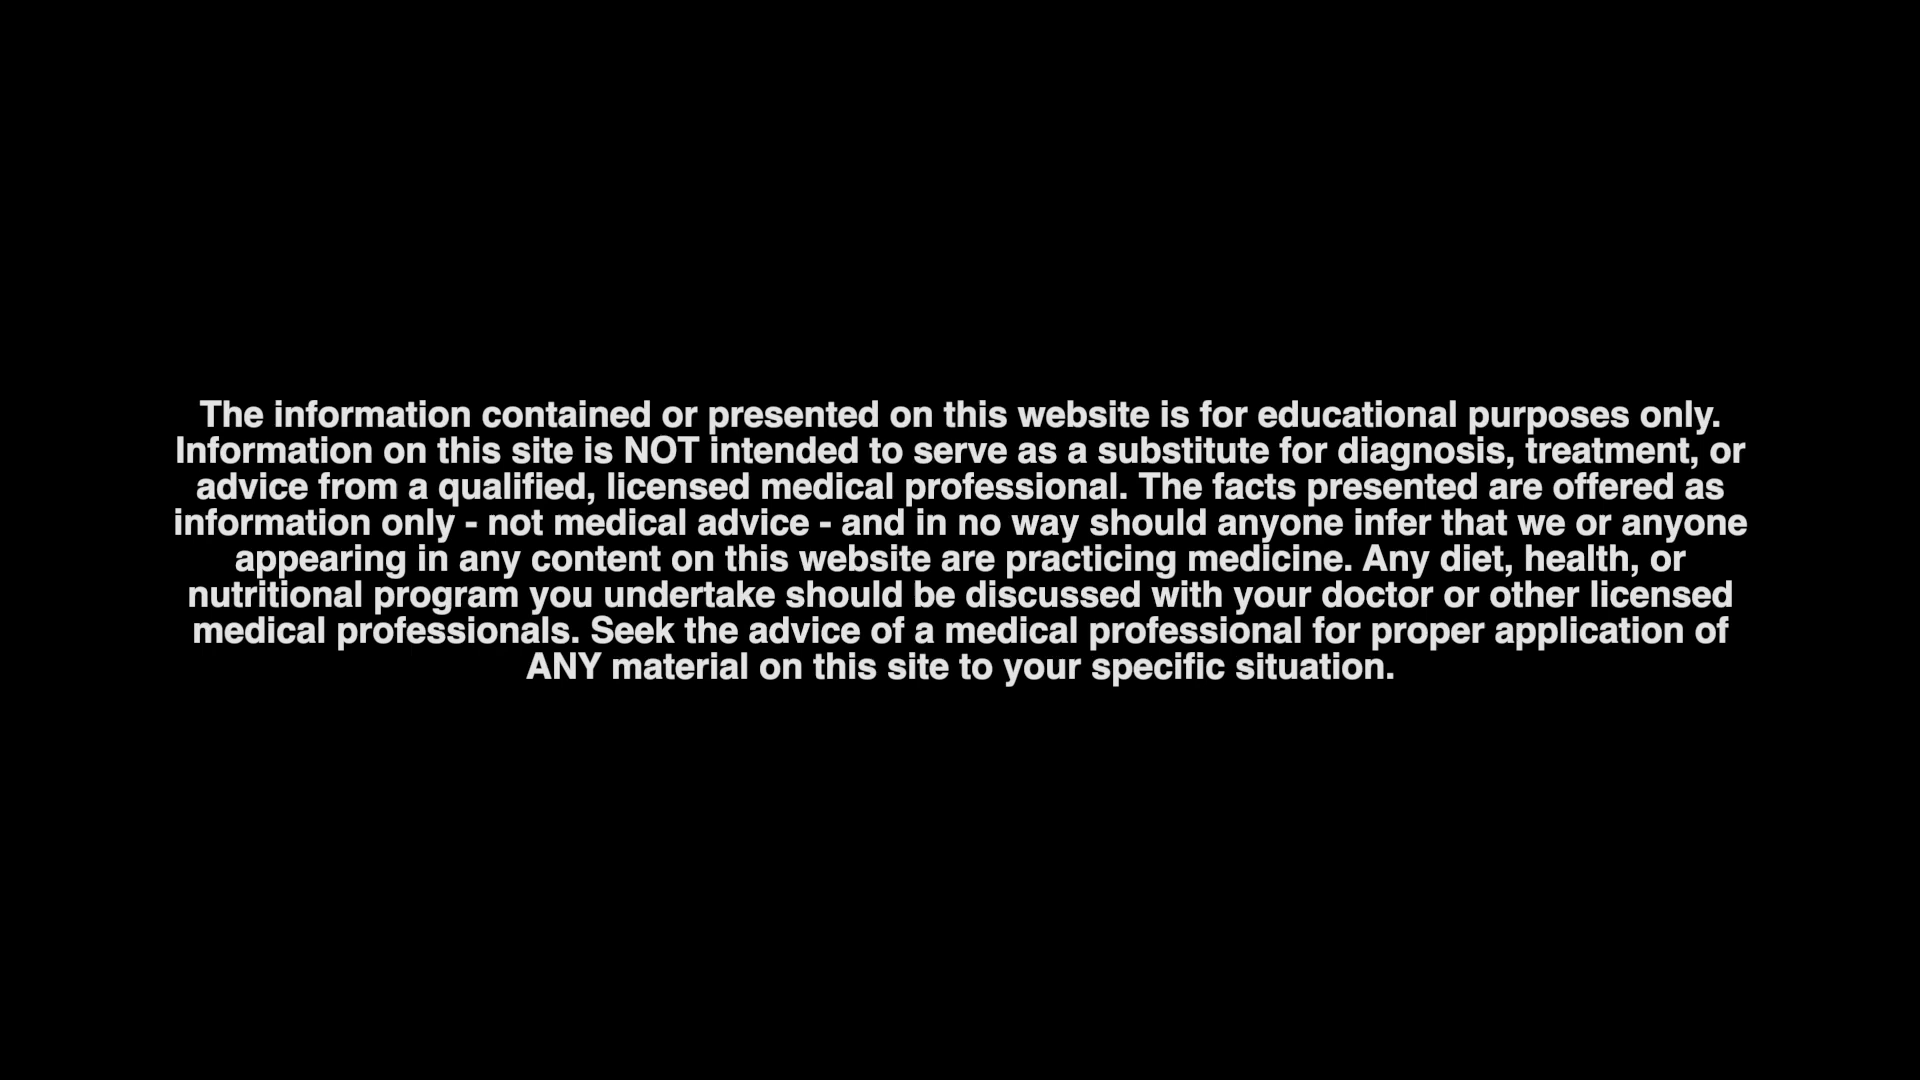 The information contained or presented on this website is for educational purposes only.
Information on this site is NOT intended to serve as a substitute for diagnosis, treatment, or
advice from a qualified, licensed medical professional. The facts presented are offered as
information only - not medical advice - and in no way should anyone infer that we or anyone
appearing in any content on this website are practicing medicine. Any diet, health, or
nutritional program you undertake should be discussed with your doctor or other licensed
medical professionals. Seek the advice of a medical professional for proper application of
ANY material on this site to your specific situation.